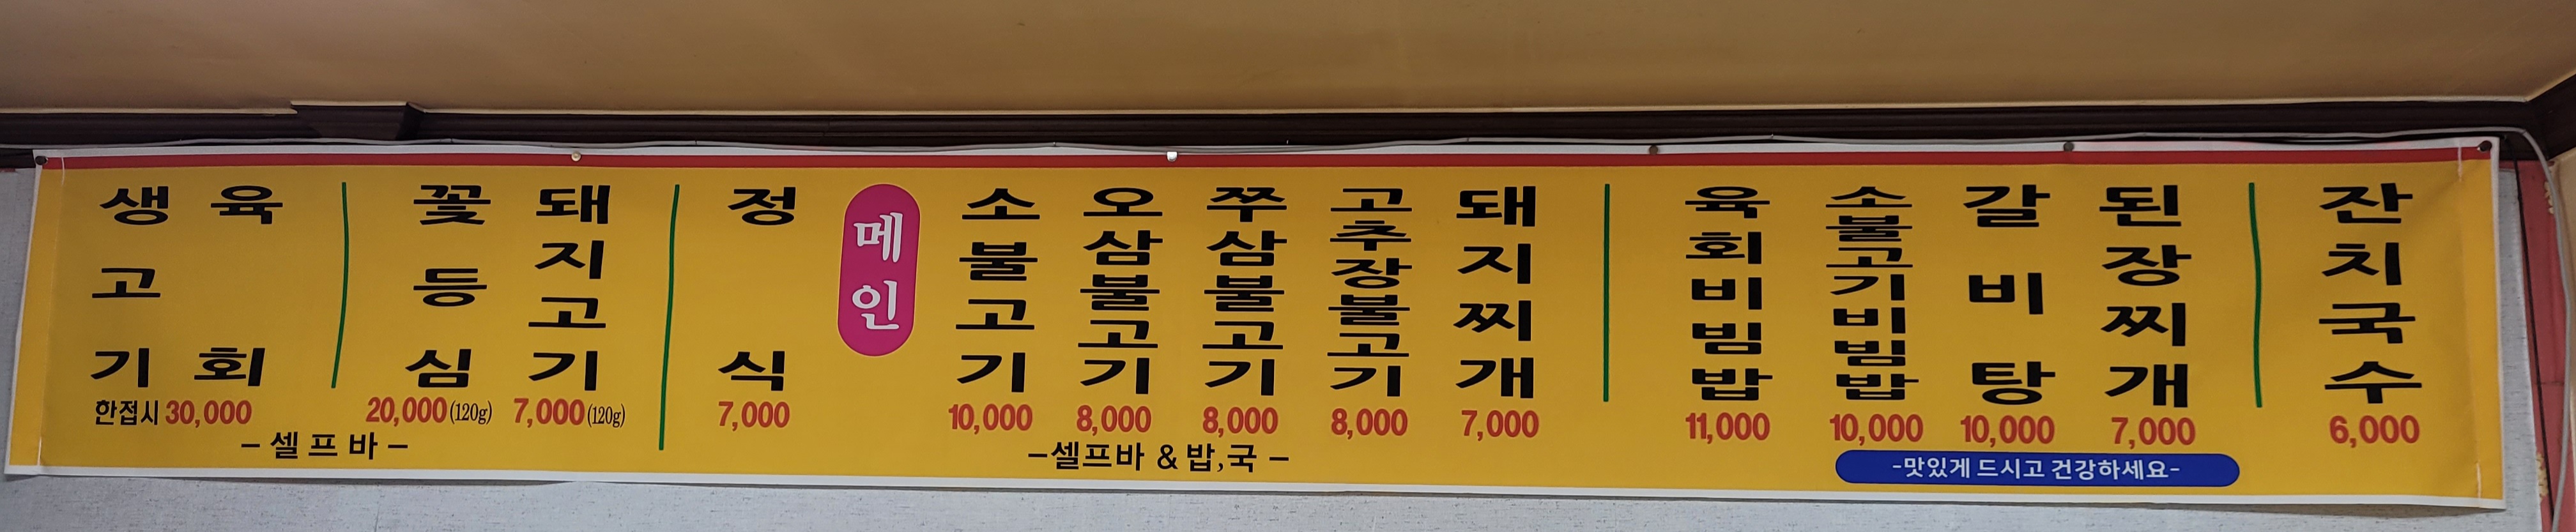 생고기
육회
한접시 30,000
꽃등심
20,000(120g)
돼지고기
7,000(120g)
-셀프바-
정식
7,000
메인
소불고기
10,000
오삼불고기
8,000
쭈삼불고기
8,000
고추장불고기
8,000
돼지찌개
7,000
-셀프바 & 밥,국-
육회비빔밥
11,000
소불고기비빔밥
10,000
갈비탕
10,000
된장찌개
7,000
잔치국수
6,000
-맛있게 드시고 건강하세요-